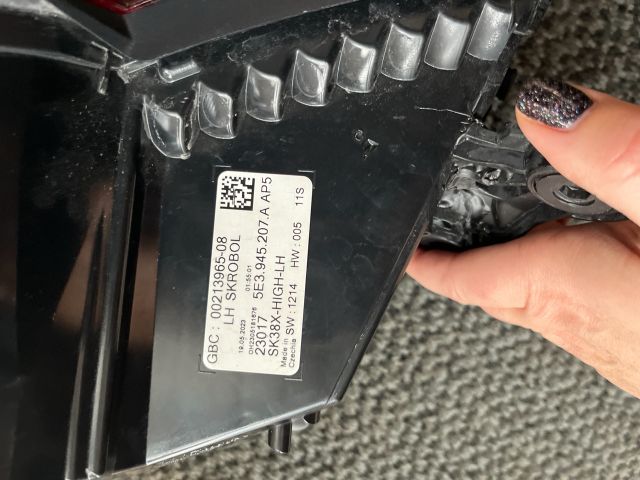 GBC : 00213965-08
LH SKROBOL
19.05.2023 01:55:01
23017 5E3.945.207.A AP5
SK38X-HIGH-LH
Made in SW : 1214 HW : 005 11S
Czechia